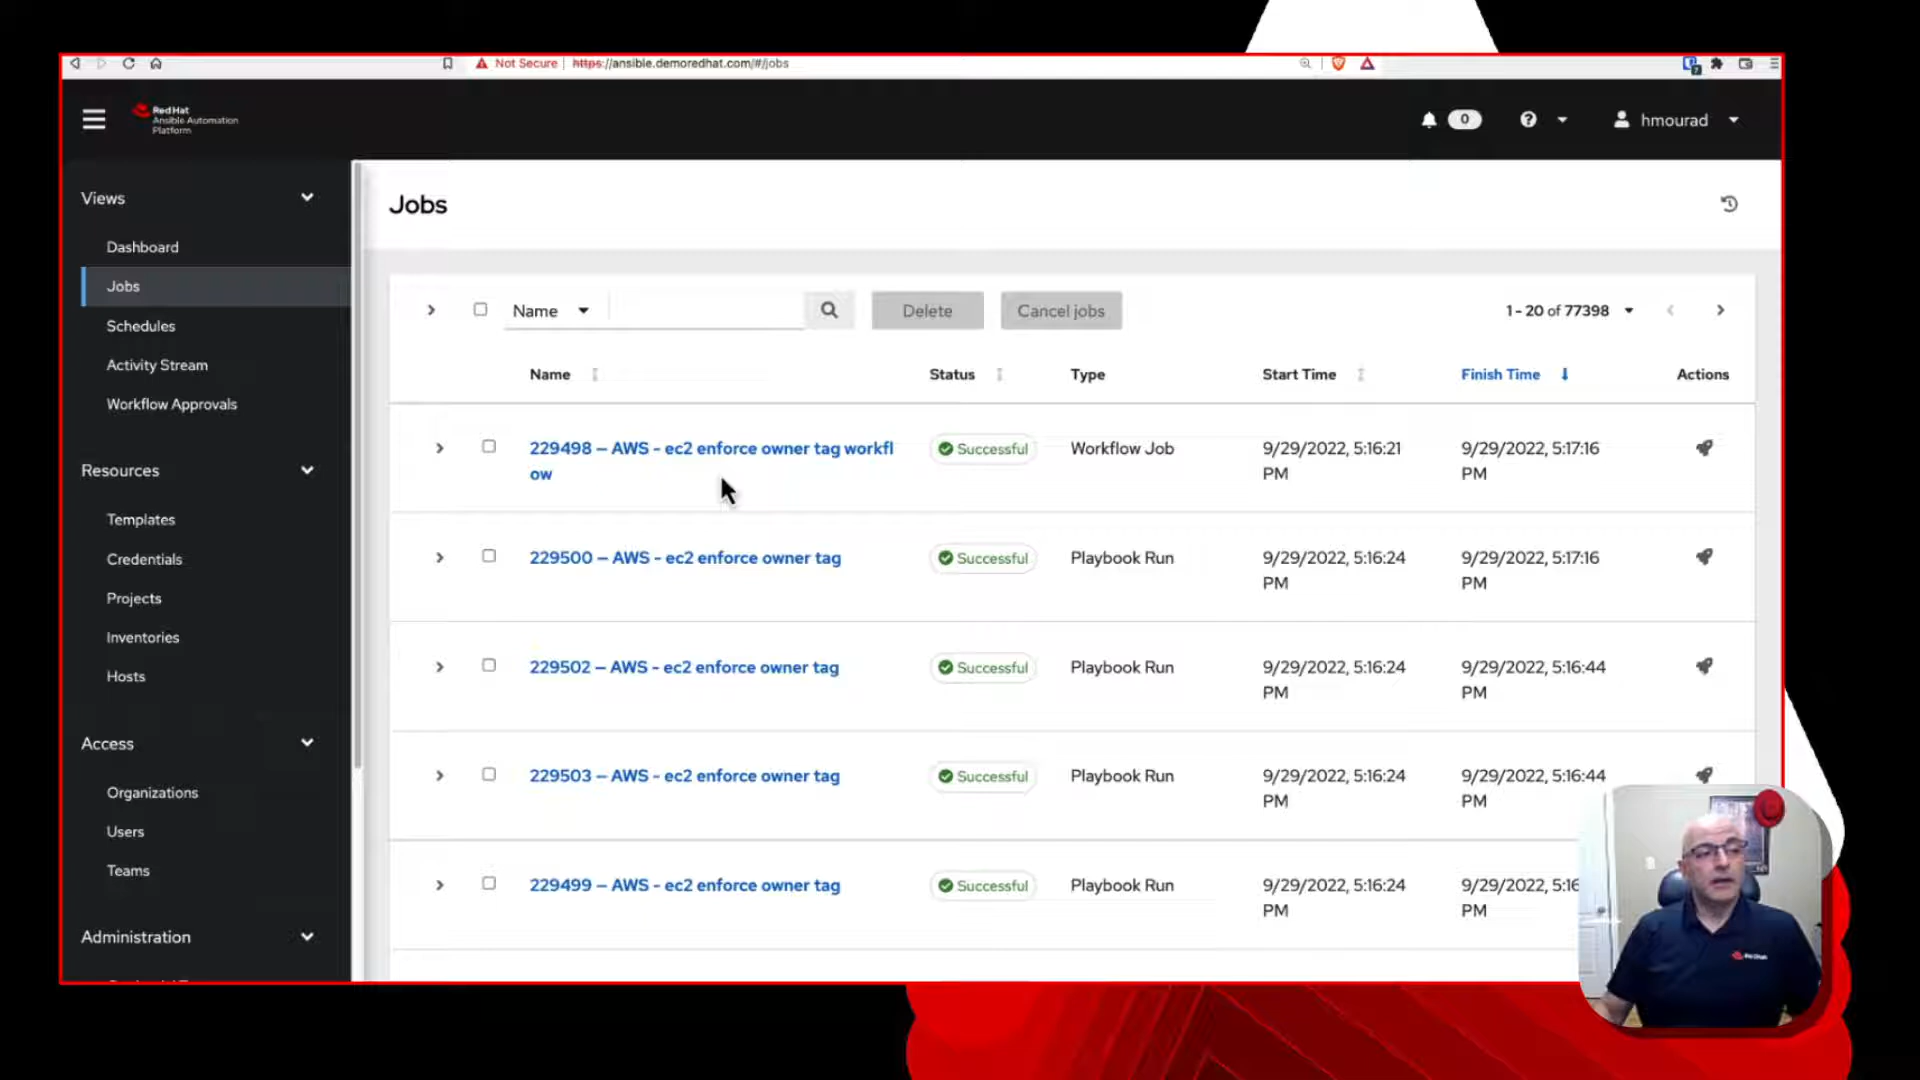 Not Secure https://ansible.demoredhat.com/#/jobs
Red Hat
Ansible Automation
Platform
0
hmourad
Views
Dashboard
Jobs
Schedules
Activity Stream
Workflow Approvals
Resources
Templates
Credentials
Projects
Inventories
Hosts
Access
Organizations
Users
Teams
Administration
Jobs
Name
Delete
Cancel jobs
1 - 20 of 77398
Name Status Type Start Time Finish Time Actions
229498 – AWS - ec2 enforce owner tag workfl
ow
Successful
Workflow Job
9/29/2022, 5:16:21
PM
9/29/2022, 5:17:16
PM
229500 – AWS - ec2 enforce owner tag
Successful
Playbook Run
9/29/2022, 5:16:24
PM
9/29/2022, 5:17:16
PM
229502 – AWS - ec2 enforce owner tag
Successful
Playbook Run
9/29/2022, 5:16:24
PM
9/29/2022, 5:16:44
PM
229503 – AWS - ec2 enforce owner tag
Successful
Playbook Run
9/29/2022, 5:16:24
PM
9/29/2022, 5:16:44
PM
229499 – AWS - ec2 enforce owner tag
Successful
Playbook Run
9/29/2022, 5:16:24
PM
9/29/2022, 5:16
PM